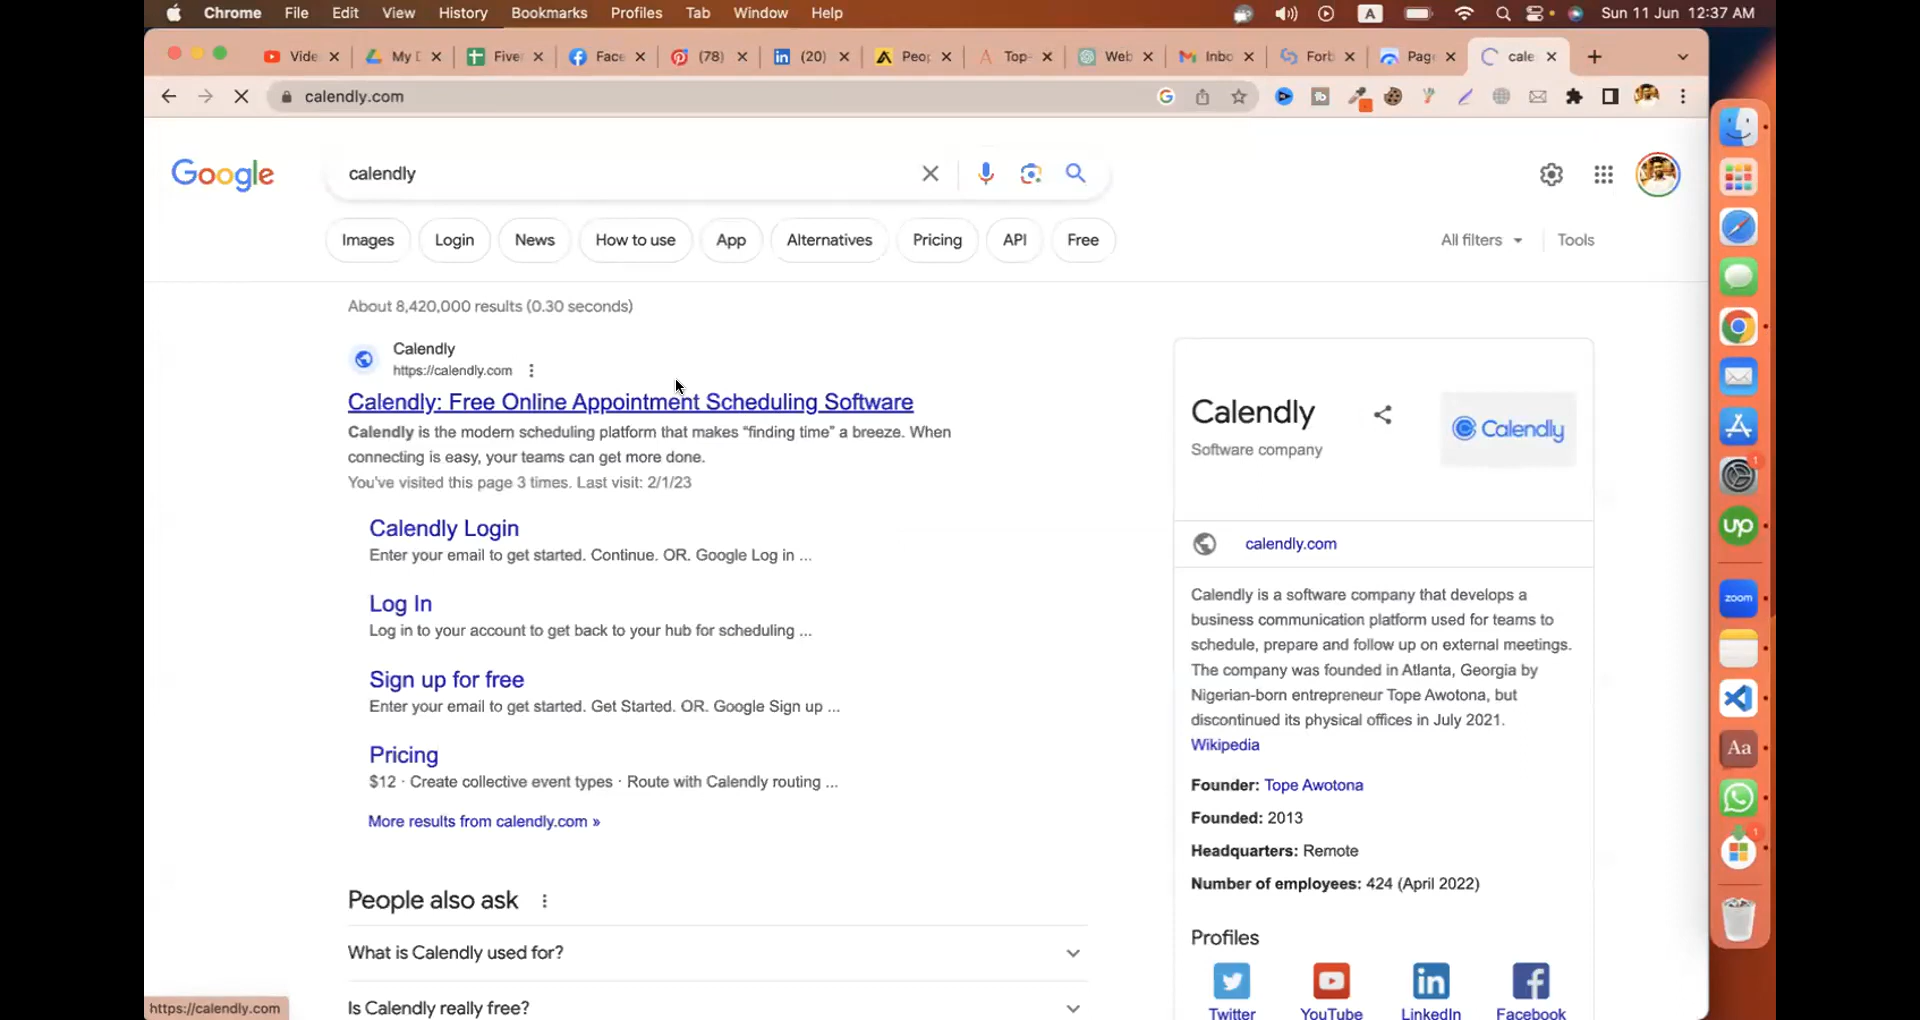 Chrome File Edit View History Bookmarks Profiles Tab Window Help A Sun 11 Jun 12:37 AM
Vide My D Fiver Face (78) (20) Peop Top- Web Inbo Forb Page cale
calendly.com
Google calendly
Images Login News How to use App Alternatives Pricing API Free All filters Tools
About 8,420,000 results (0.30 seconds)
Calendly
https://calendly.com
Calendly: Free Online Appointment Scheduling Software
Calendly is the modern scheduling platform that makes “finding time” a breeze. When
connecting is easy, your teams can get more done.
You've visited this page 3 times. Last visit: 2/1/23
Calendly Login
Enter your email to get started. Continue. OR. Google Log in ...
Log In
Log in to your account to get back to your hub for scheduling ...
Sign up for free
Enter your email to get started. Get Started. OR. Google Sign up ...
Pricing
$12 · Create collective event types · Route with Calendly routing ...
More results from calendly.com »
People also ask
What is Calendly used for?
Is Calendly really free?
https://calendly.com
Calendly
Software company
Calendly
calendly.com
Calendly is a software company that develops a
business communication platform used for teams to
schedule, prepare and follow up on external meetings.
The company was founded in Atlanta, Georgia by
Nigerian-born entrepreneur Tope Awotona, but
discontinued its physical offices in July 2021.
Wikipedia
Founder: Tope Awotona
Founded: 2013
Headquarters: Remote
Number of employees: 424 (April 2022)
Profiles
Twitter YouTube LinkedIn Facebook
1
up
zoom
Aa
1